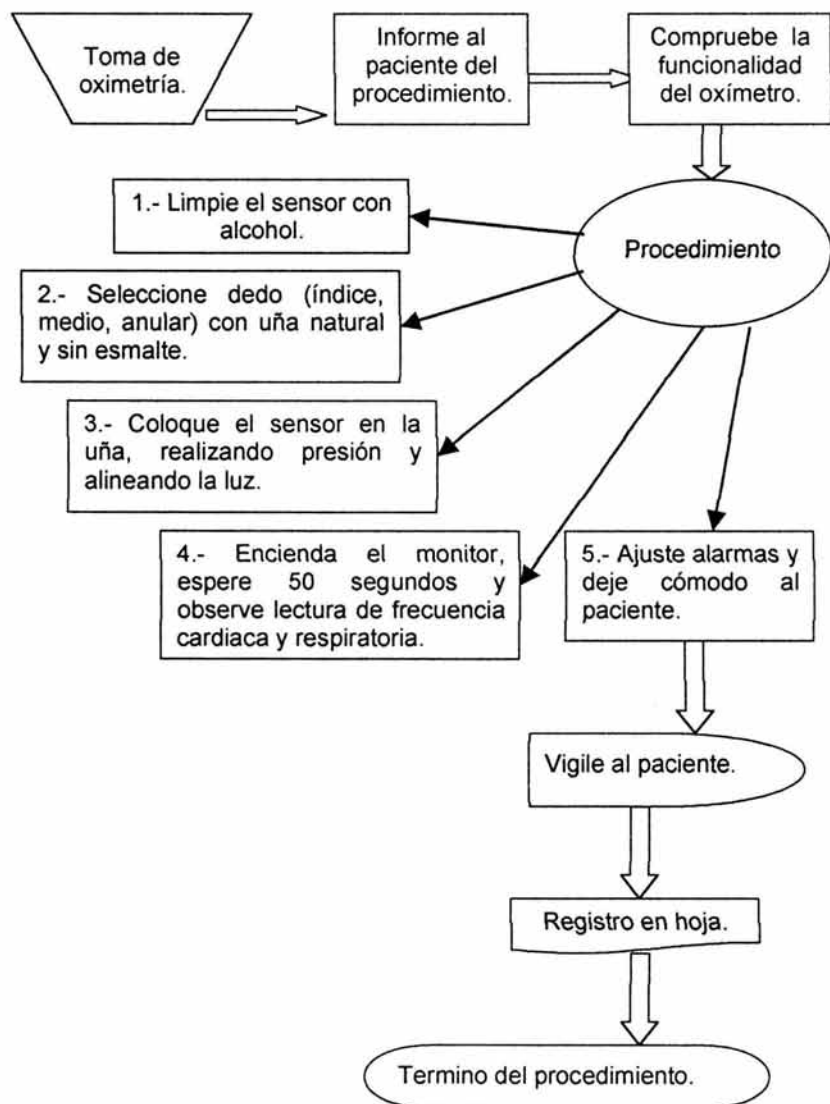 Toma de
oximetría.
Informe al
paciente del
procedimiento.
Compruebe la
funcionalidad
del oxímetro.
Procedimiento
1.- Limpie el sensor con
alcohol.
2.- Seleccione dedo (índice,
medio, anular) con uña natural
y sin esmalte.
3.- Coloque el sensor en la
uña, realizando presión y
alineando la luz.
4.- Encienda el monitor,
espere 50 segundos y
observe lectura de frecuencia
cardiaca y respiratoria.
5.- Ajuste alarmas y
deje cómodo al
paciente.
Vigile al paciente.
Registro en hoja.
Termino del procedimiento.